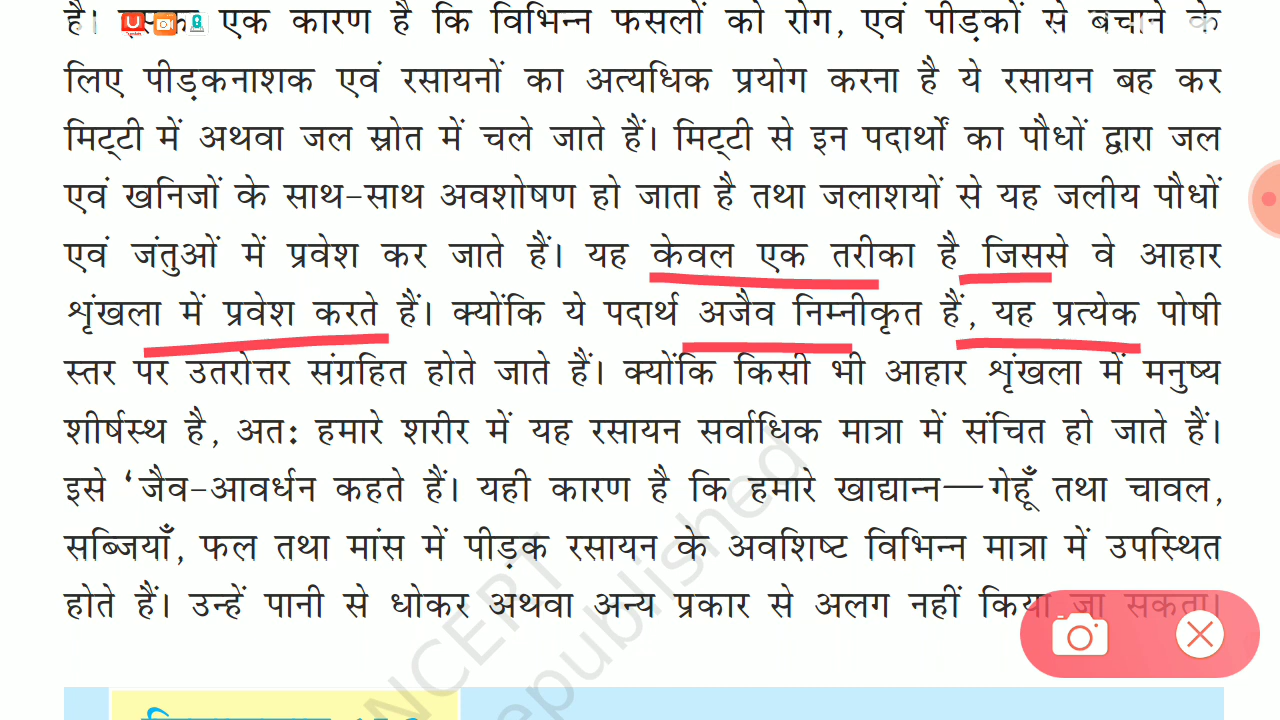 है। इसका एक कारण है कि विभिन्न फसलों को रोग, एवं पीड़कों से बचाने के
लिए पीड़कनाशक एवं रसायनों का अत्यधिक प्रयोग करना है ये रसायन बह कर
मिट्टी में अथवा जल स्रोत में चले जाते हैं। मिट्टी से इन पदार्थों का पौधों द्वारा जल
एवं खनिजों के साथ-साथ अवशोषण हो जाता है तथा जलाशयों से यह जलीय पौधों
एवं जंतुओं में प्रवेश कर जाते हैं। यह केवल एक तरीका है जिससे वे आहार
शृंखला में प्रवेश करते हैं। क्योंकि ये पदार्थ अजैव निम्नीकृत हैं, यह प्रत्येक पोषी
स्तर पर उतरोत्तर संग्रहित होते जाते हैं। क्योंकि किसी भी आहार शृंखला में मनुष्य
शीर्षस्थ है, अत: हमारे शरीर में यह रसायन सर्वाधिक मात्रा में संचित हो जाते हैं।
इसे ‘जैव-आवर्धन कहते हैं। यही कारण है कि हमारे खाद्यान्न—गेहूँ तथा चावल,
सब्जियाँ, फल तथा मांस में पीड़क रसायन के अवशिष्ट विभिन्न मात्रा में उपस्थित
होते हैं। उन्हें पानी से धोकर अथवा अन्य प्रकार से अलग नहीं किया जा सकता।
NCERT
republished